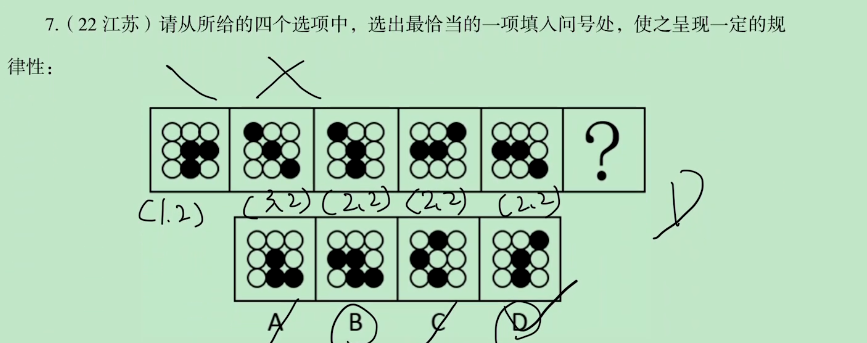 7.（22 江苏）请从所给的四个选项中，选出最恰当的一项填入问号处，使之呈现一定的规
律性：
?
(1.2) (3,2) (2,2) (2,2) (2,2) D
A B C D